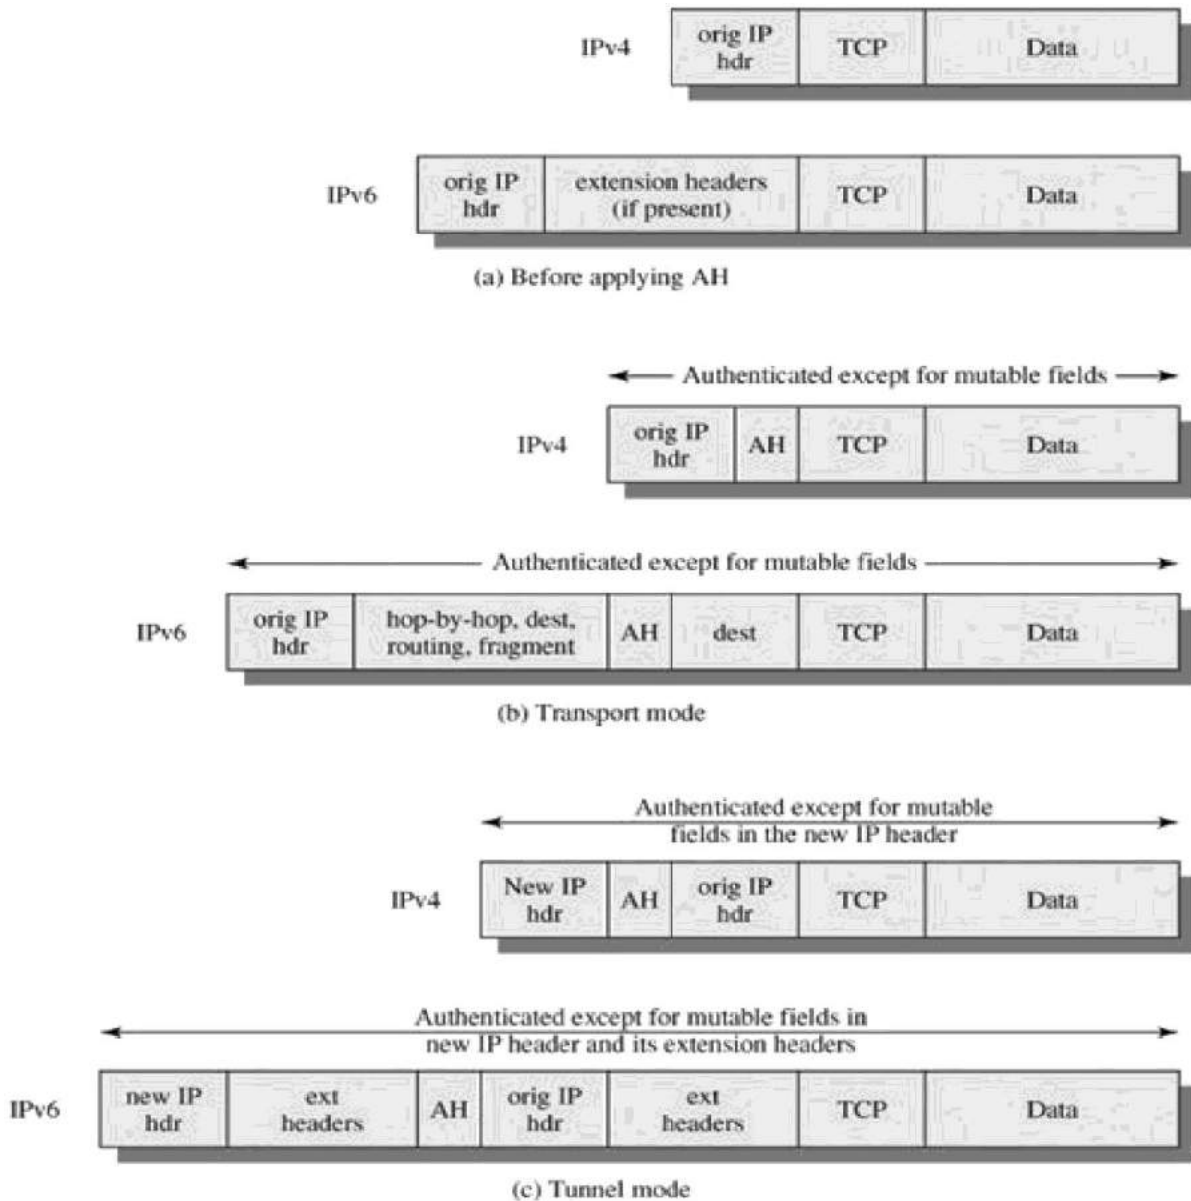 IPv4 orig IP TCP Data
hdr
IPv6 orig IP extension headers TCP Data
hdr (if present)
(a) Before applying AH
Authenticated except for mutable fields
IPv4 orig IP AH TCP Data
hdr
Authenticated except for mutable fields
IPv6 orig IP hop-by-hop, dest, AH dest TCP Data
hdr routing, fragment
(b) Transport mode
Authenticated except for mutable
fields in the new IP header
IPv4 New IP AH orig IP TCP Data
hdr hdr
Authenticated except for mutable fields in
new IP header and its extension headers
IPv6 new IP ext AH orig IP ext TCP Data
hdr headers hdr headers
(c) Tunnel mode